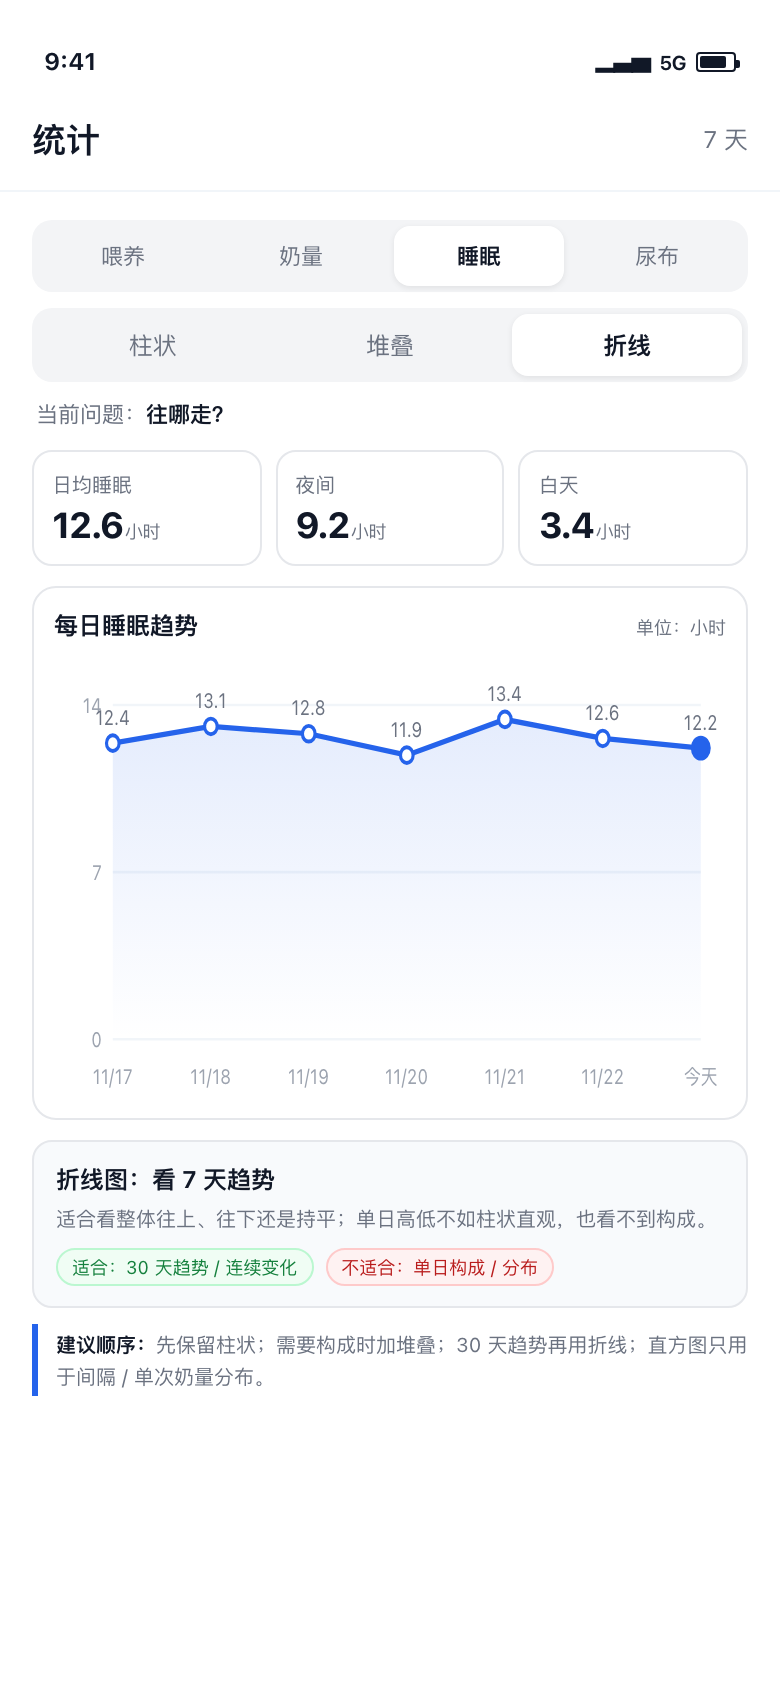 9:41
5G
统计
7 天
喂养
奶量
睡眠
尿布
柱状
堆叠
折线
当前问题：往哪走？
日均睡眠
12.6小时
夜间
9.2小时
白天
3.4小时
每日睡眠趋势
单位：小时
14
12.4
13.1
12.8
11.9
13.4
12.6
12.2
7
0
11/17
11/18
11/19
11/20
11/21
11/22
今天
折线图：看 7 天趋势
适合看整体往上、往下还是持平；单日高低不如柱状直观，也看不到构成。
适合：30 天趋势 / 连续变化
不适合：单日构成 / 分布
建议顺序：先保留柱状；需要构成时加堆叠；30 天趋势再用折线；直方图只用
于间隔 / 单次奶量分布。